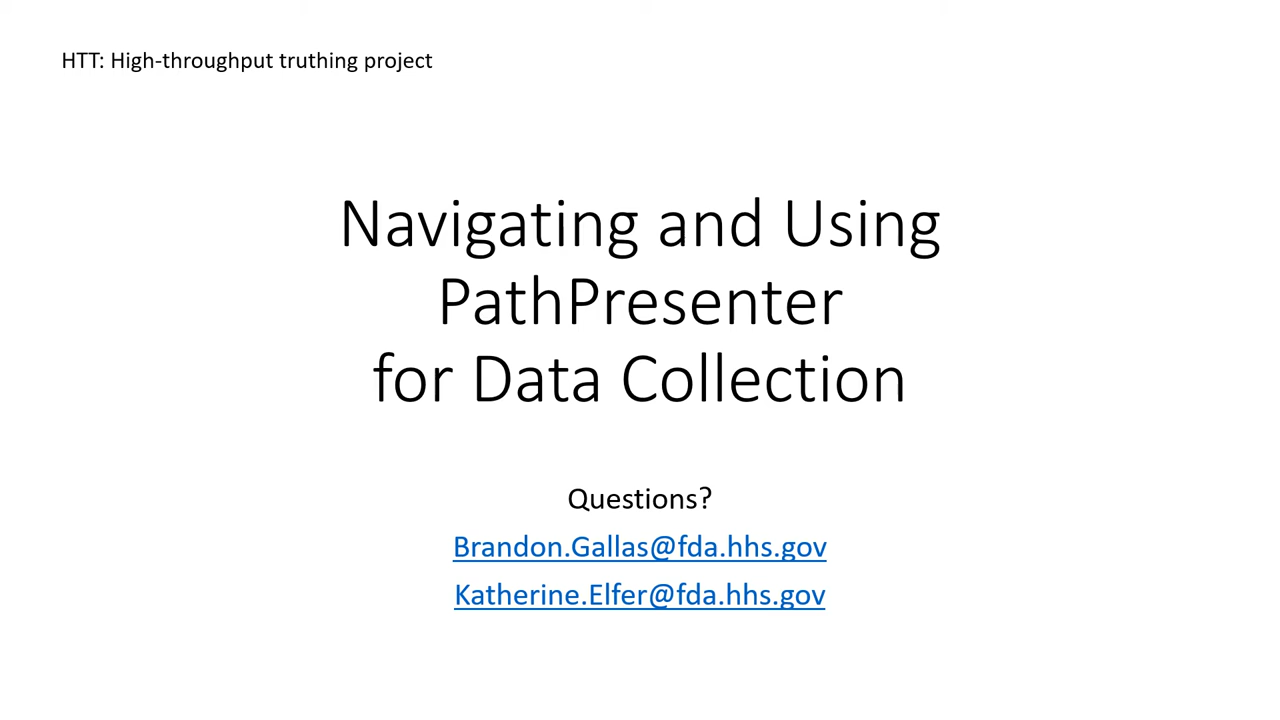 HTT: High-throughput truthing project
Navigating and Using
PathPresenter
for Data Collection
Questions?
Brandon.Gallas@fda.hhs.gov
Katherine.Elfer@fda.hhs.gov